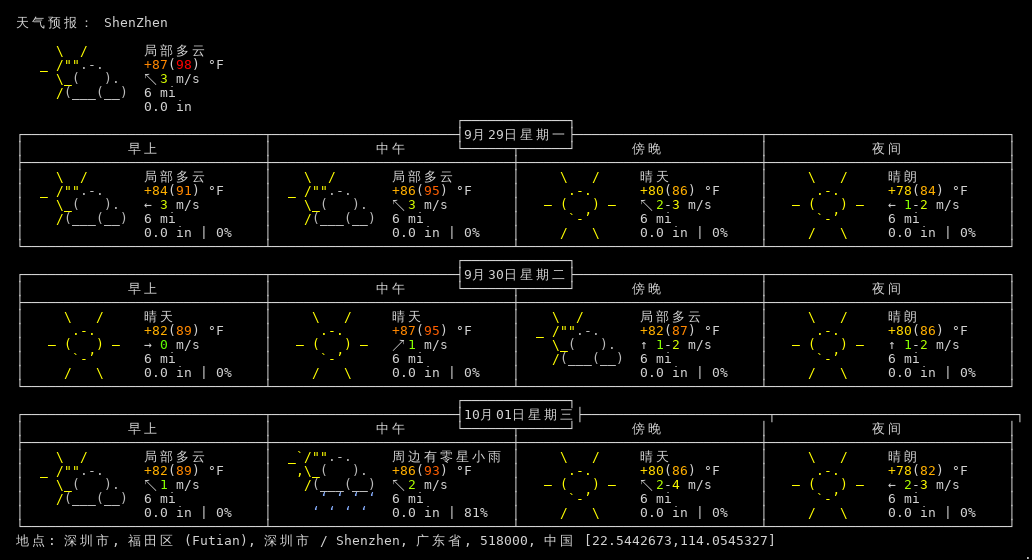 天气预报： ShenZhen
局部多云
+87(98) °F
↖3 m/s
6 mi
0.0 in
9月29日星期一
早上 中午 傍晚 夜间
局部多云 局部多云 晴天 晴朗
+84(91) °F +86(95) °F +80(86) °F +78(84) °F
← 3 m/s ↖3 m/s ↖2-3 m/s ← 1-2 m/s
6 mi 6 mi 6 mi 6 mi
0.0 in | 0% 0.0 in | 0% 0.0 in | 0% 0.0 in | 0%
9月30日星期二
早上 中午 傍晚 夜间
晴天 晴天 局部多云 晴朗
+82(89) °F +87(95) °F +82(87) °F +80(86) °F
→ 0 m/s ↗1 m/s ↑ 1-2 m/s ↑ 1-2 m/s
6 mi 6 mi 6 mi 6 mi
0.0 in | 0% 0.0 in | 0% 0.0 in | 0% 0.0 in | 0%
10月01日星期三
早上 中午 傍晚 夜间
局部多云 周边有零星小雨 晴天 晴朗
+82(89) °F +86(93) °F +80(86) °F +78(82) °F
↖1 m/s ↖2 m/s ↖2-4 m/s ← 2-3 m/s
6 mi 6 mi 6 mi 6 mi
0.0 in | 0% 0.0 in | 81% 0.0 in | 0% 0.0 in | 0%
地点: 深圳市, 福田区 (Futian), 深圳市 / Shenzhen, 广东省, 518000, 中国 [22.5442673,114.0545327]